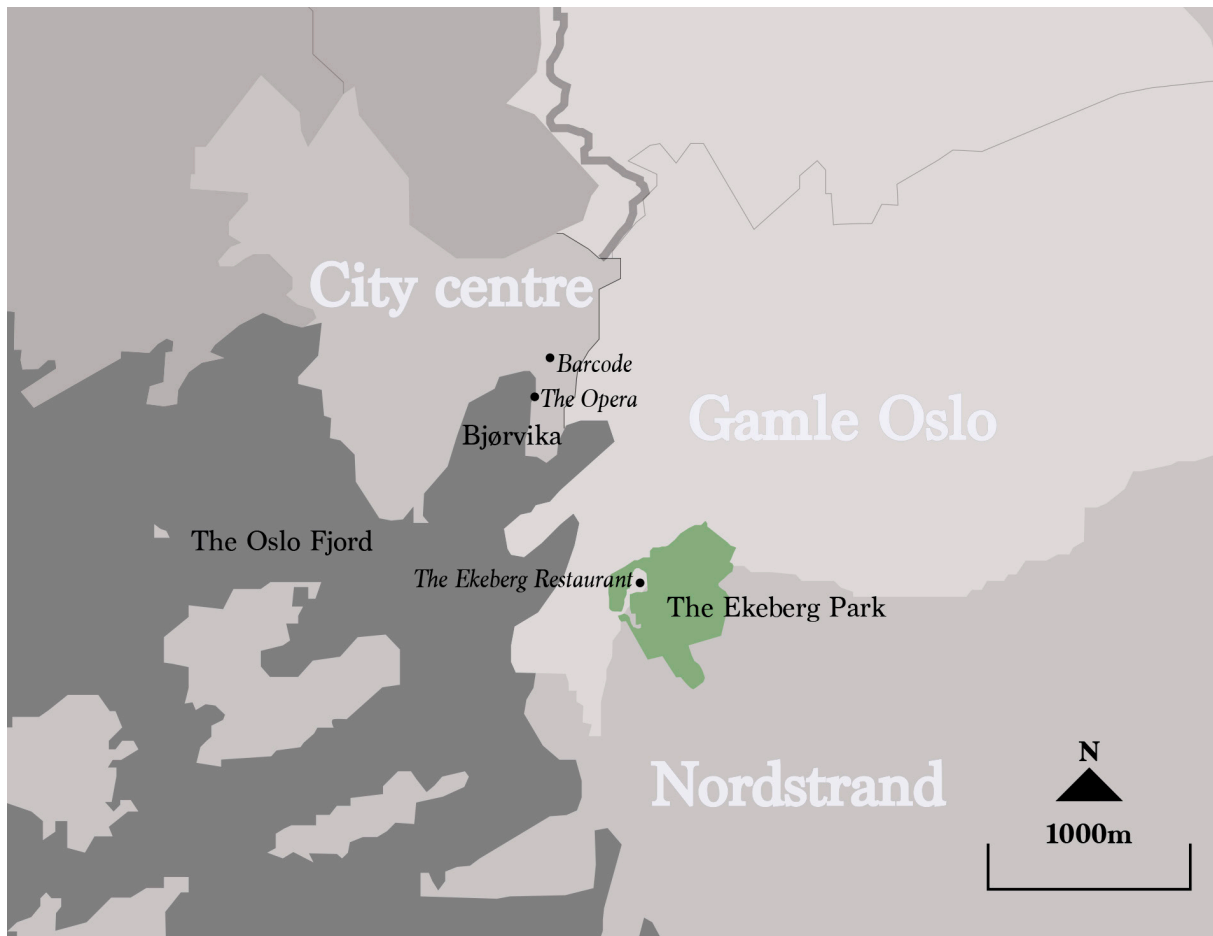 City centre
Barcode
The Opera
Gamle Oslo
Bjørvika
The Oslo Fjord
The Ekeberg Restaurant
The Ekeberg Park
Nordstrand
N
1000m